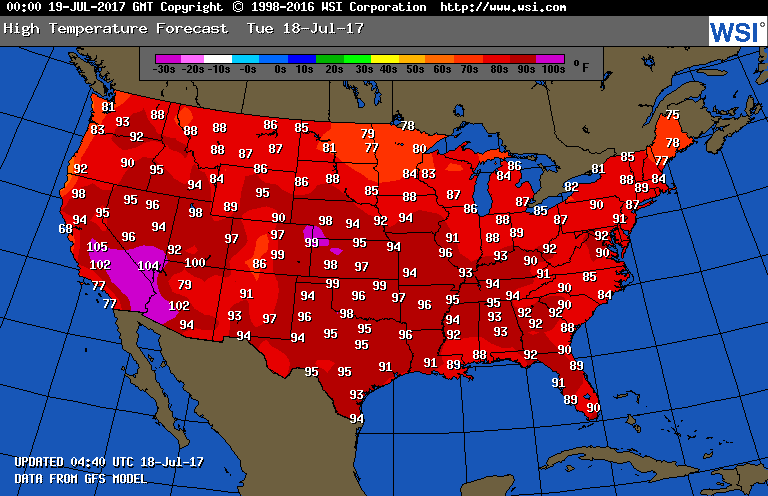 00:00 19-JUL-2017 GMT Copyright © 1998-2016 WSI Corporation http://www.wsi.com
High Temperature Forecast Tue 18-Jul-17
WSI®
-30s -20s -10s -0s 0s 10s 20s 30s 40s 50s 60s 70s 80s 90s 100s °F
81 93 88 88 88 86 85 79 78 75
83 92 88 87 87 81 77 80 78
92 90 95 94 84 86 86 88 84 83 84 86 81 85 77
98 95 96 98 89 95 85 88 87 86 87 85 82 88 89 84
68 94 95 94 90 98 94 92 94 88 89 87 90 91 87
105 96 92 97 97 99 95 94 91 96 88 93 90 92 92 90
102 104 100 86 99 98 97 94 93 94 91 85
77 79 91 94 99 96 99 97 96 95 95 94 90 90 84
77 102 94 93 97 96 98 95 95 94 92 93 93 92 92 92 88
94 94 95 96 92 91 89 88 92 90
95 95 91 89
93 91 89 90
94
UPDATED 04:40 UTC 18-Jul-17
DATA FROM GFS MODEL